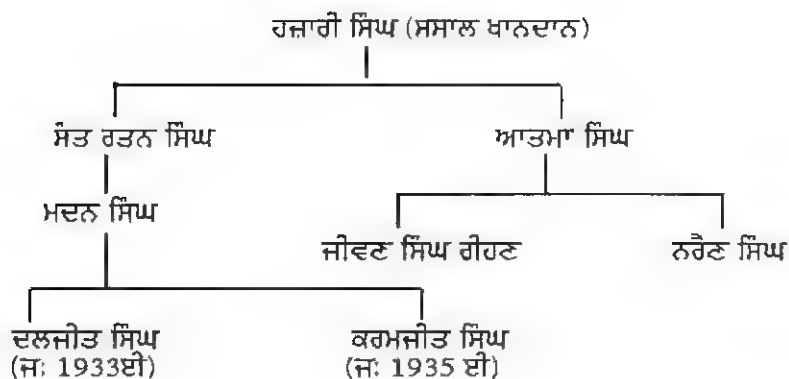 ਹਜ਼ਾਰੀ ਸਿੰਘ (ਸਸਾਲ ਖਾਨਦਾਨ)
ਸੰਤ ਰਤਨ ਸਿੰਘ
ਆਤਮਾ ਸਿੰਘ
ਮਦਨ ਸਿੰਘ
ਜੀਵਣ ਸਿੰਘ ਗੀਹਣ
ਨਰੈਣ ਸਿੰਘ
ਦਲਜੀਤ ਸਿੰਘ
(ਜ: 1933ਈ)
ਕਰਮਜੀਤ ਸਿੰਘ
(ਜ: 1935 ਈ)